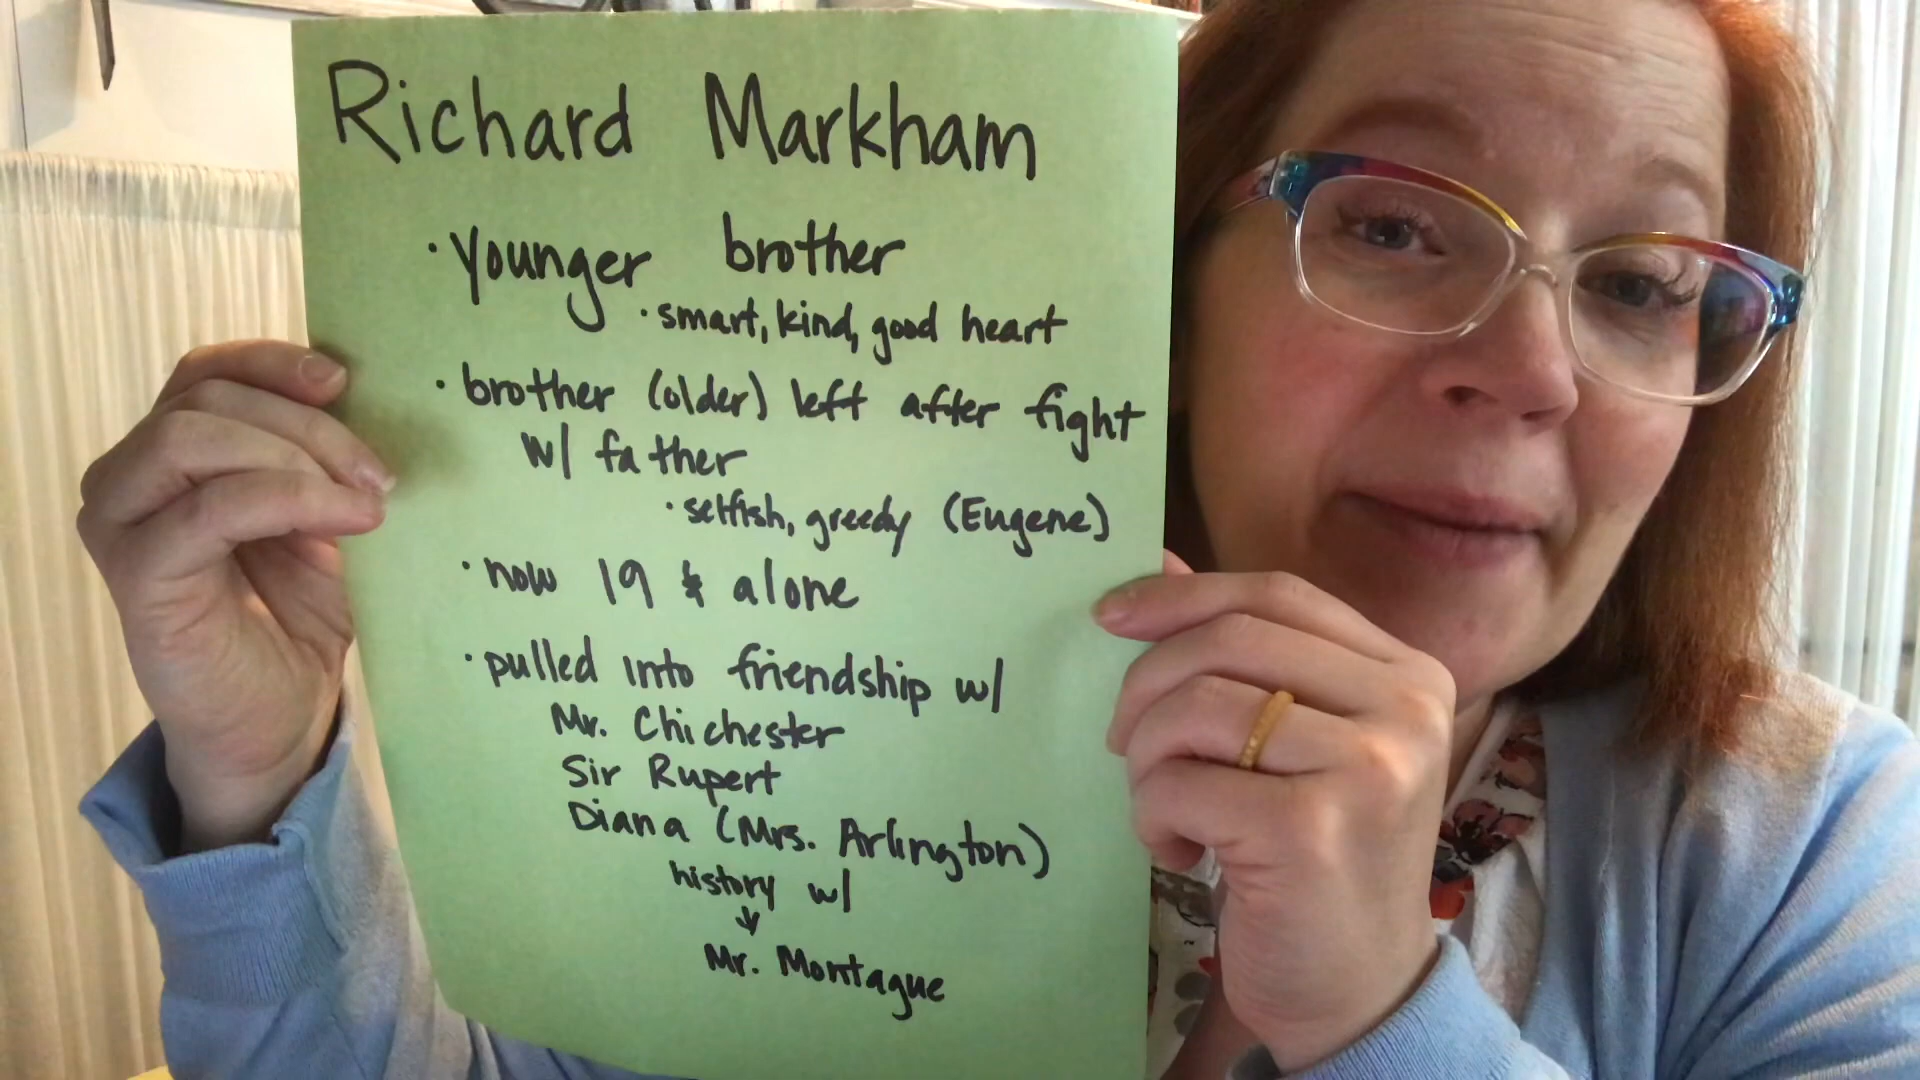 Richard Markham
• younger brother
• smart, kind, good heart
• brother (older) left after fight
w/ father
• selfish, greedy (Eugene)
• now 19 & alone
• pulled into friendship w/
Mr. Chichester
Sir Rupert
Diana (Mrs. Arlington)
history w/
↓
Mr. Montague